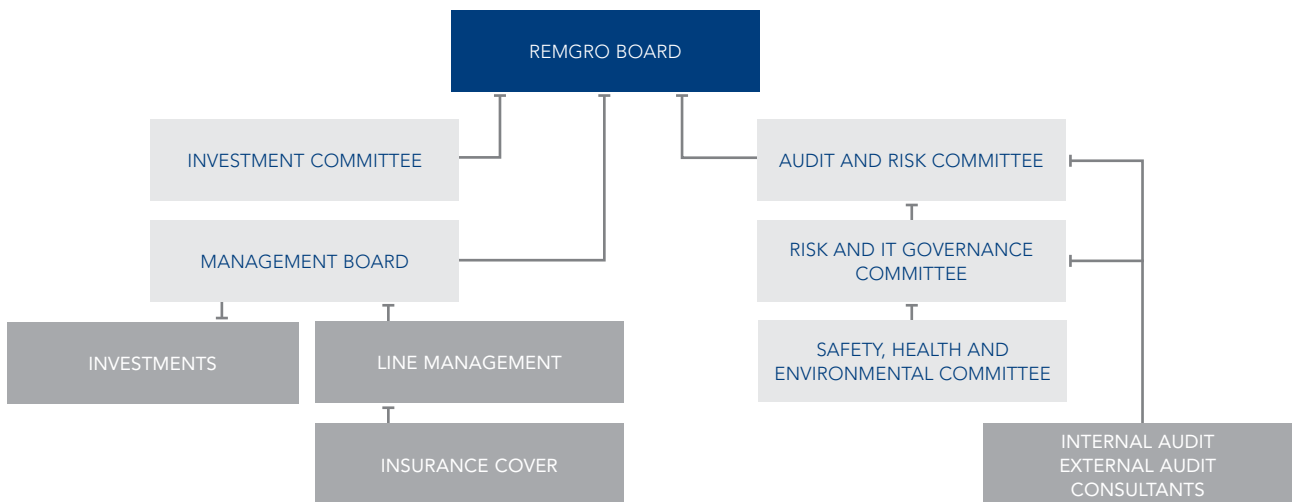 REMGRO BOARD
INVESTMENT COMMITTEE
AUDIT AND RISK COMMITTEE
MANAGEMENT BOARD
RISK AND IT GOVERNANCE
COMMITTEE
INVESTMENTS
LINE MANAGEMENT
SAFETY, HEALTH AND
ENVIRONMENTAL COMMITTEE
INSURANCE COVER
INTERNAL AUDIT
EXTERNAL AUDIT
CONSULTANTS